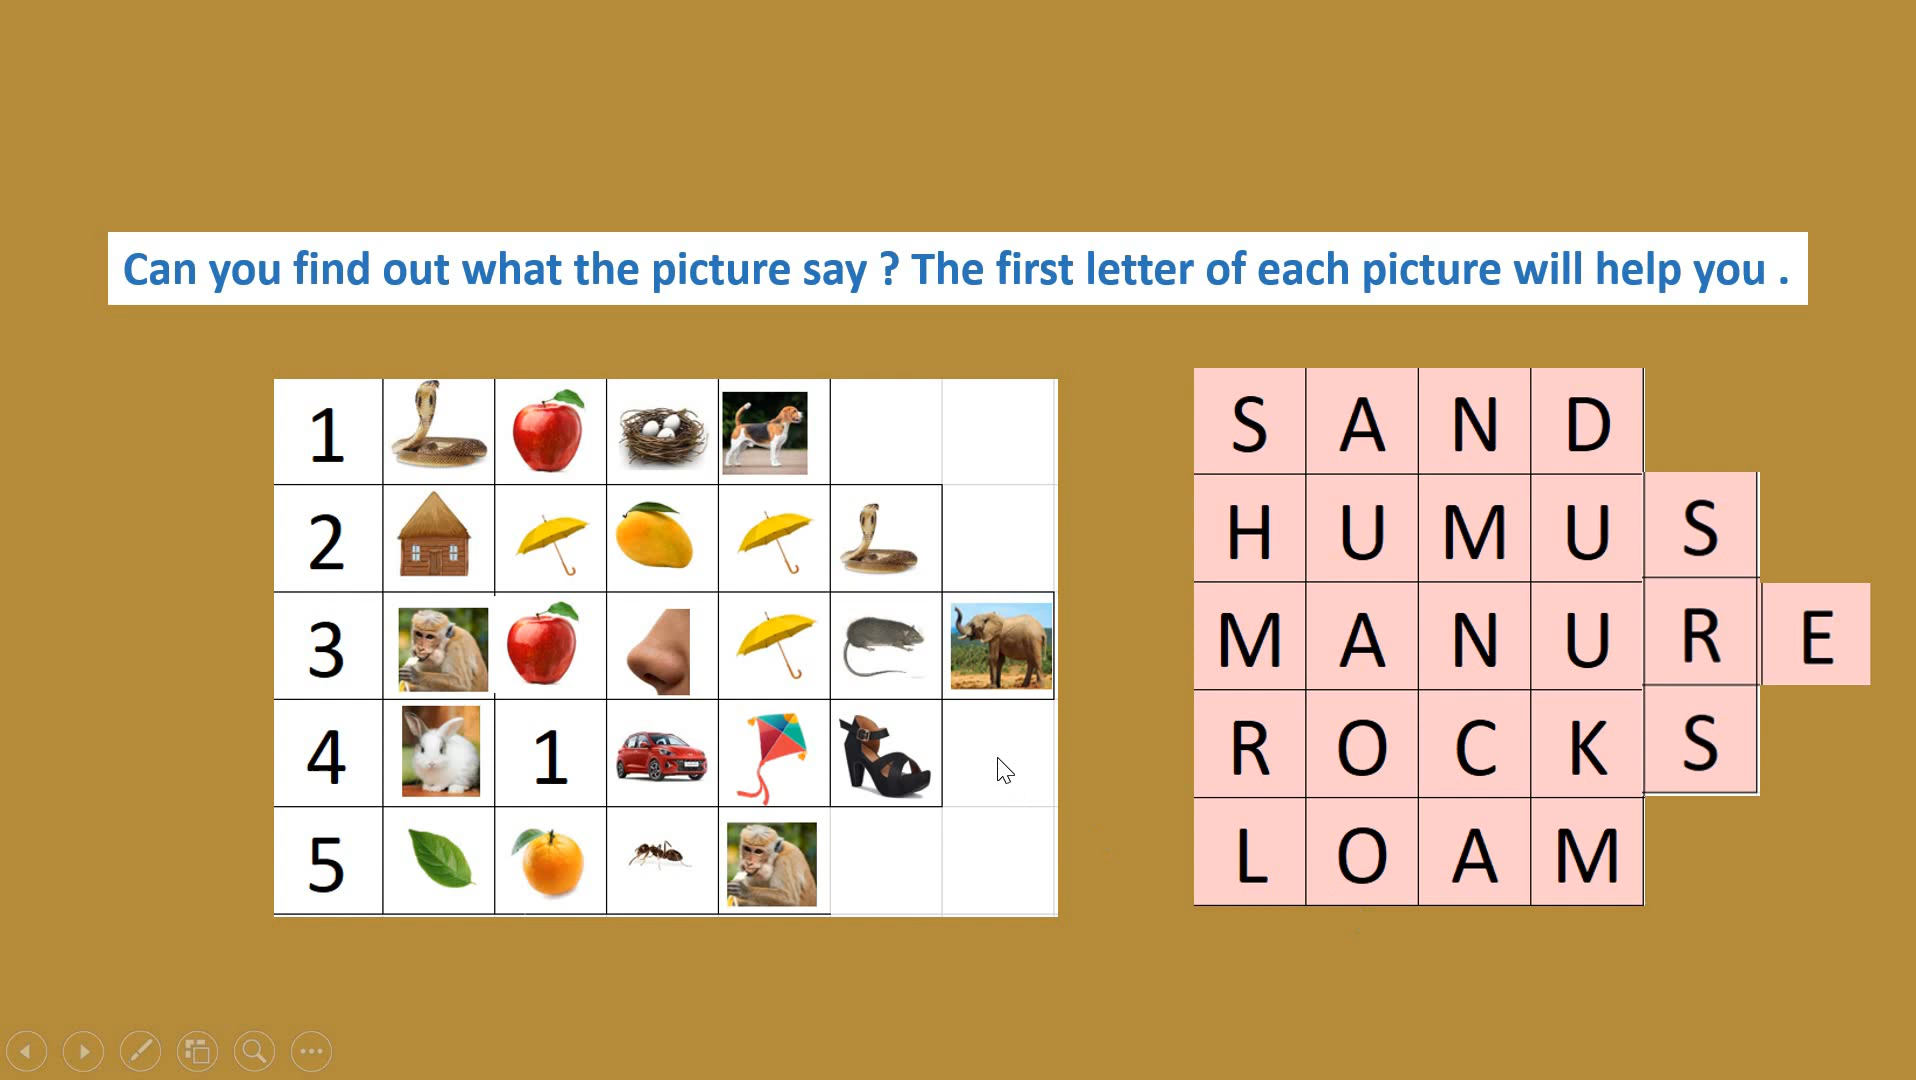 Can you find out what the picture say ? The first letter of each picture will help you .
1
2
3
4 1
5
S A N D
H U M U S
M A N U R E
R O C K S
L O A M